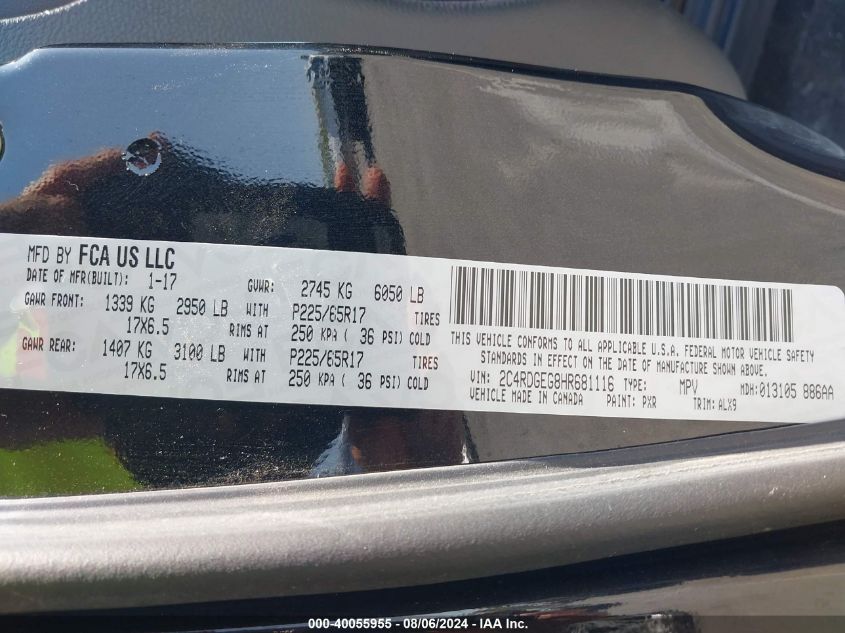 MFD BY FCA US LLC
DATE OF MFR(BUILT): 1-17 GVWR: 2745 KG 6050 LB
GAWR FRONT: 1339 KG 2950 LB WITH P225/65R17 TIRES
17X6.5 RIMS AT 250 KPA ( 36 PSI) COLD
GAWR REAR: 1407 KG 3100 LB WITH P225/65R17 TIRES
17X6.5 RIMS AT 250 KPA ( 36 PSI) COLD
THIS VEHICLE CONFORMS TO ALL APPLICABLE U.S.A. FEDERAL MOTOR VEHICLE SAFETY
STANDARDS IN EFFECT ON THE DATE OF MANUFACTURE SHOWN ABOVE.
VIN: 2C4RDGEG8HR681116 TYPE: MPV MDH:013105 886AA
VEHICLE MADE IN CANADA PAINT: PXR TRIM: ALX9
000-40055955 - 08/06/2024 - IAA Inc.